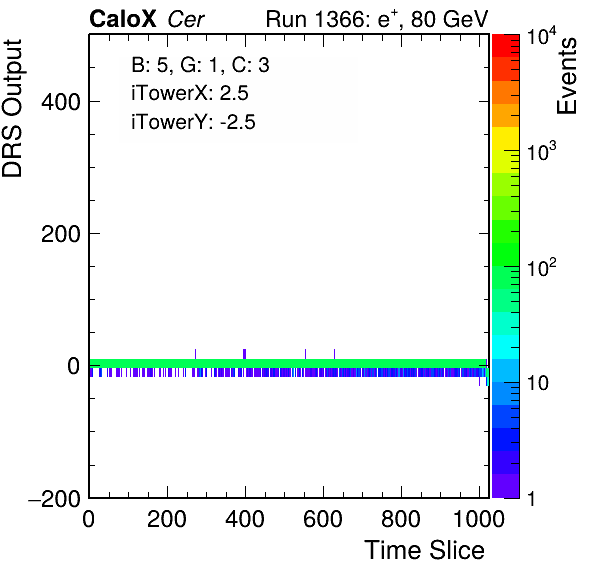 CaloX Cer
Run 1366: e⁺, 80 GeV
B: 5, G: 1, C: 3
iTowerX: 2.5
iTowerY: -2.5
DRS Output
400
200
0
−200
0 200 400 600 800 1000
Time Slice
Events
10⁴
10³
10²
10
1